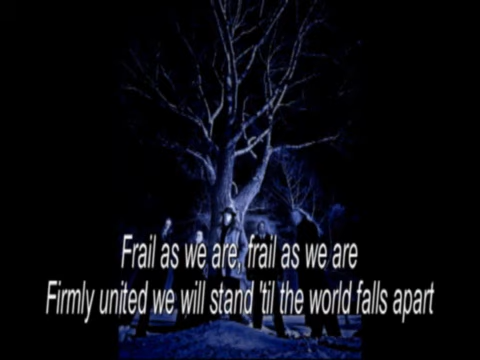 Frail as we are, frail as we are
Firmly united we will stand 'til the world falls apart